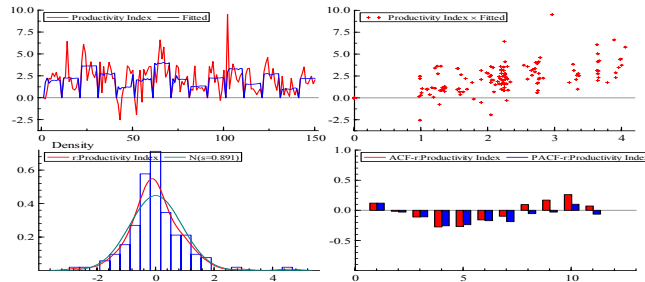 Productivity Index Fitted
10.0
7.5
5.0
2.5
0.0
-2.5
0 50 100 150
Productivity Index × Fitted
10.0
7.5
5.0
2.5
0.0
-2.5
0 1 2 3 4
Density
r:Productivity Index N(s=0.891)
0.6
0.4
0.2
-2 0 2 4
ACF-r:Productivity Index PACF-r:Productivity Index
1.0
0.5
0.0
-0.5
0 5 10